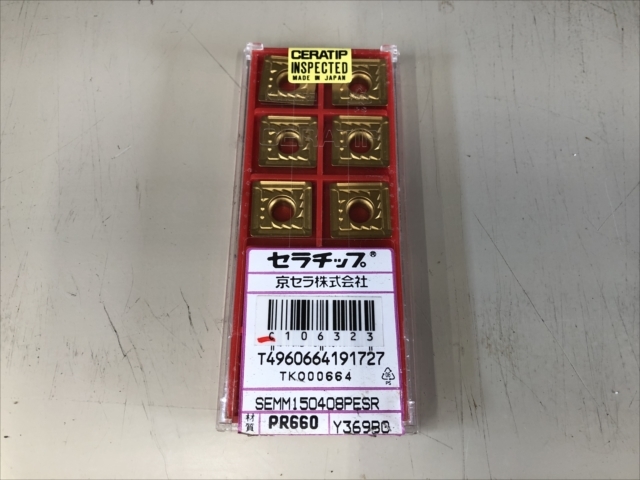 CERATIP
INSPECTED
MADE IN JAPAN
セラチップ®
京セラ株式会社
C106323
T4960664191727
TKQ00664
PS
SEMM150408PESR
材質 PR660 Y369B0